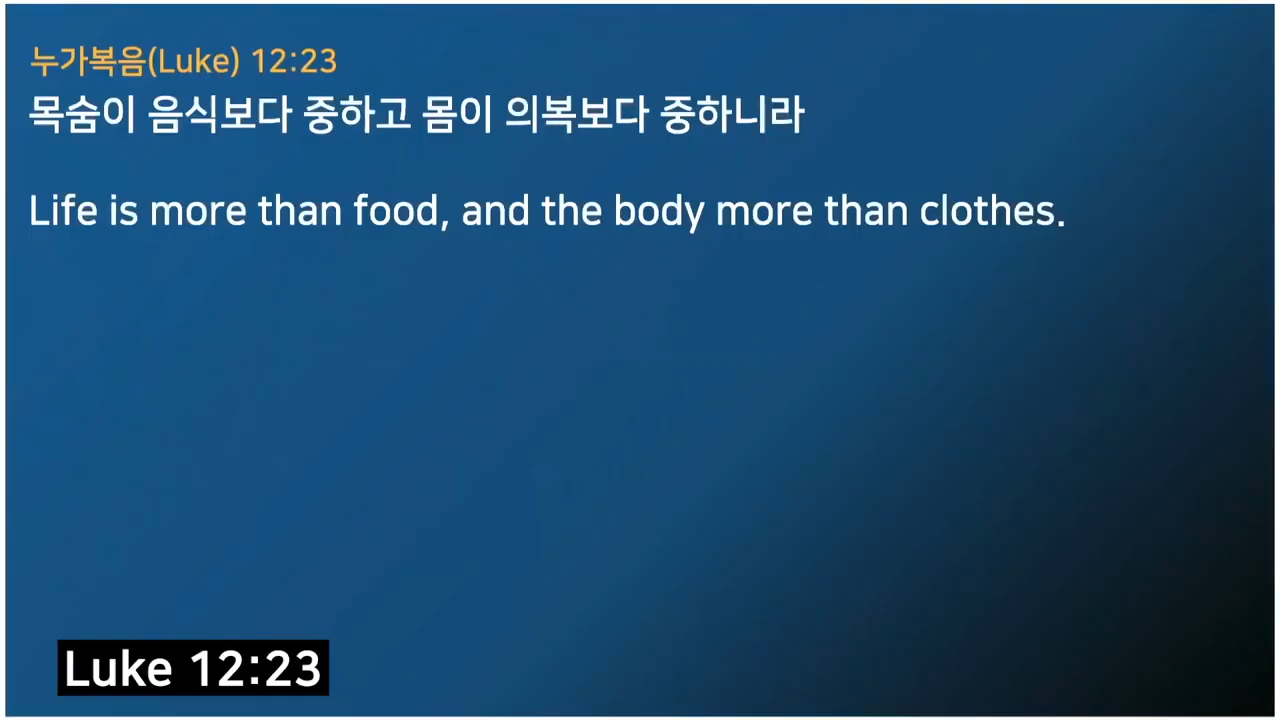 누가복음(Luke) 12:23
목숨이 음식보다 중하고 몸이 의복보다 중하니라
Life is more than food, and the body more than clothes.
Luke 12:23